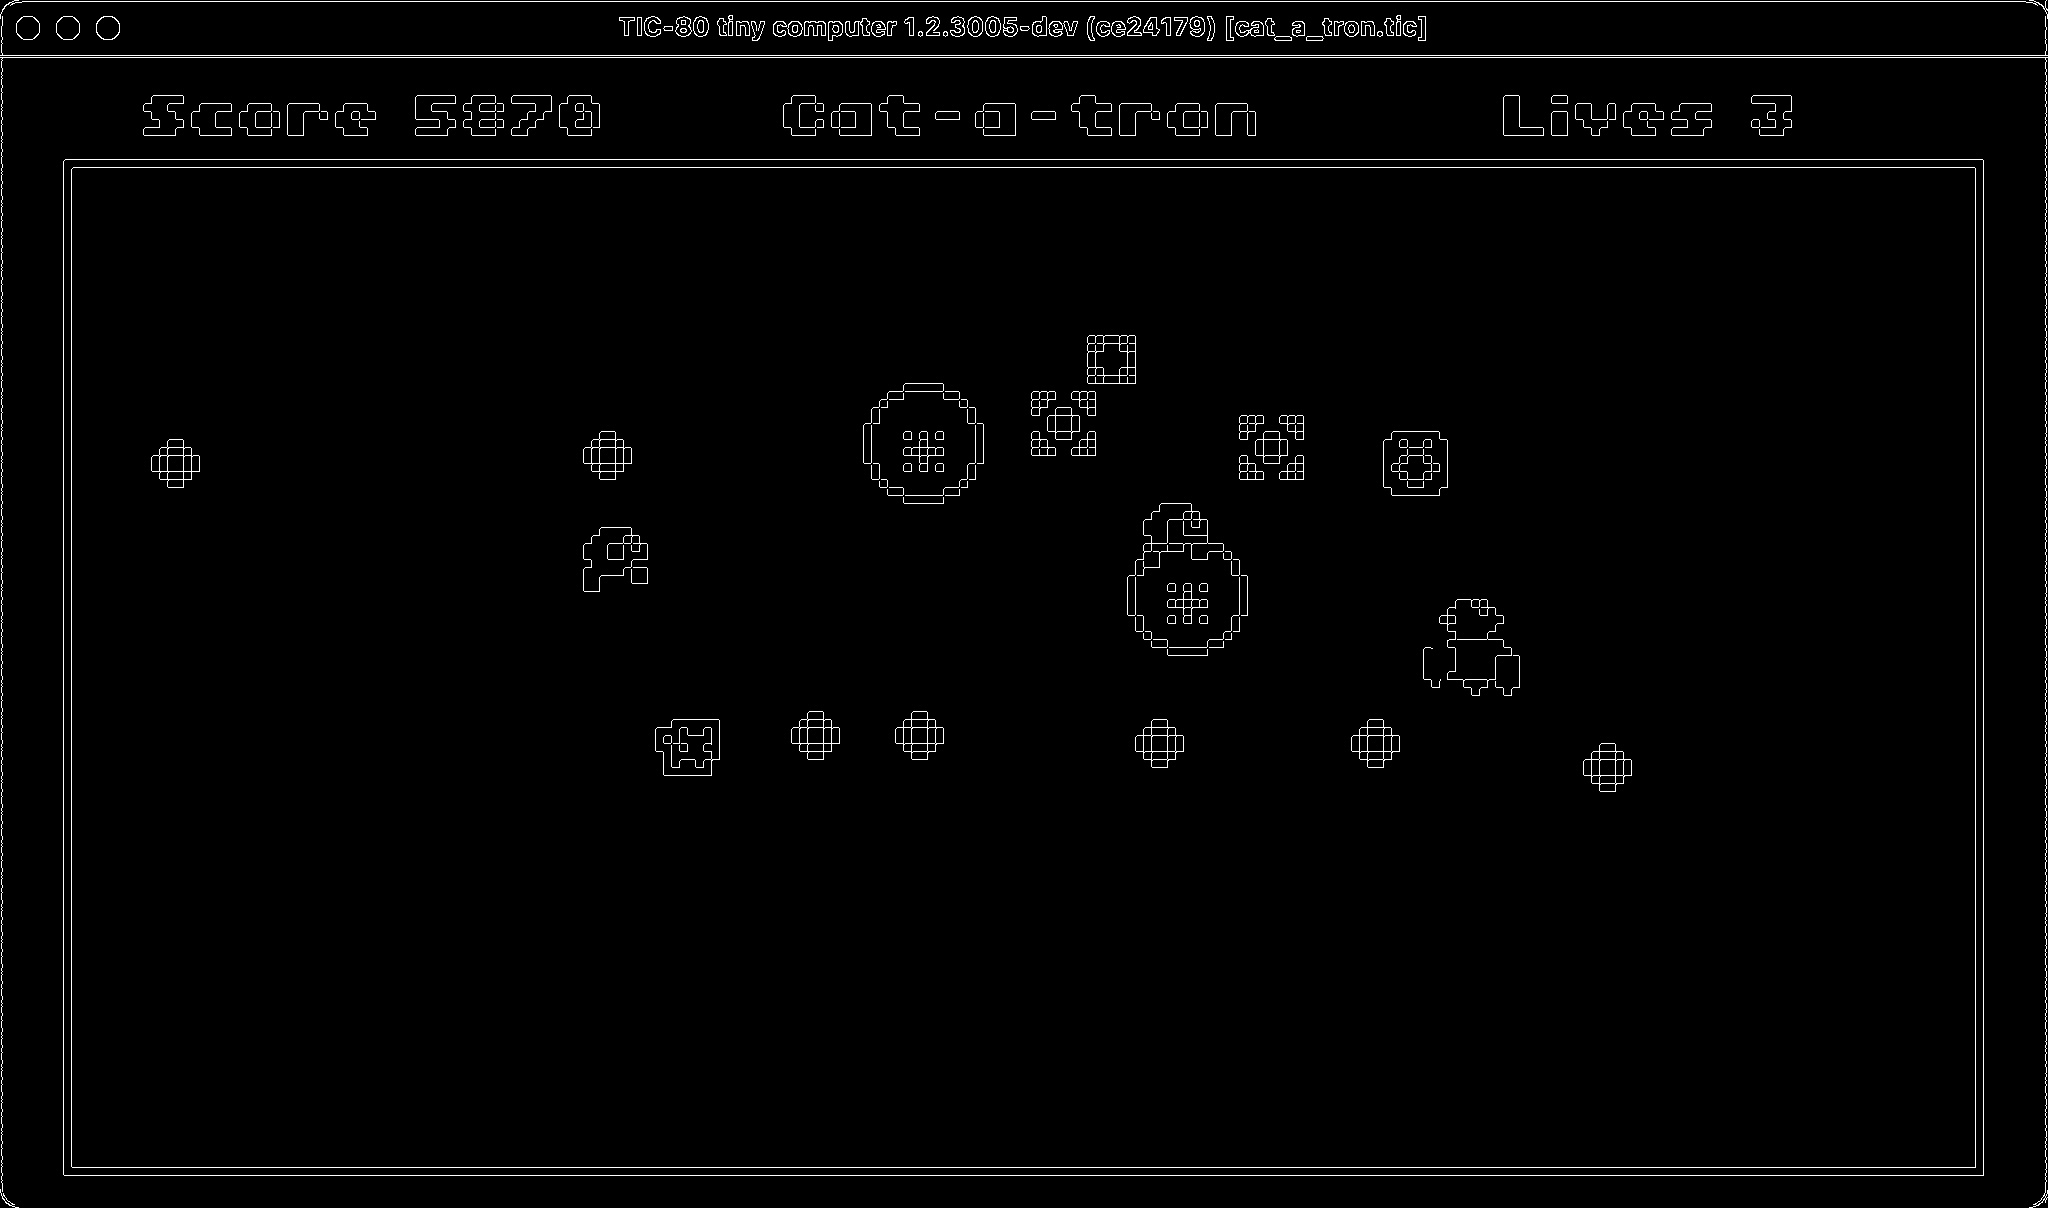 TIC-80 tiny computer 1.2.3005-dev (ce24179) [cat_a_tron.tic]
Score 5870 Cat-a-tron Lives 3